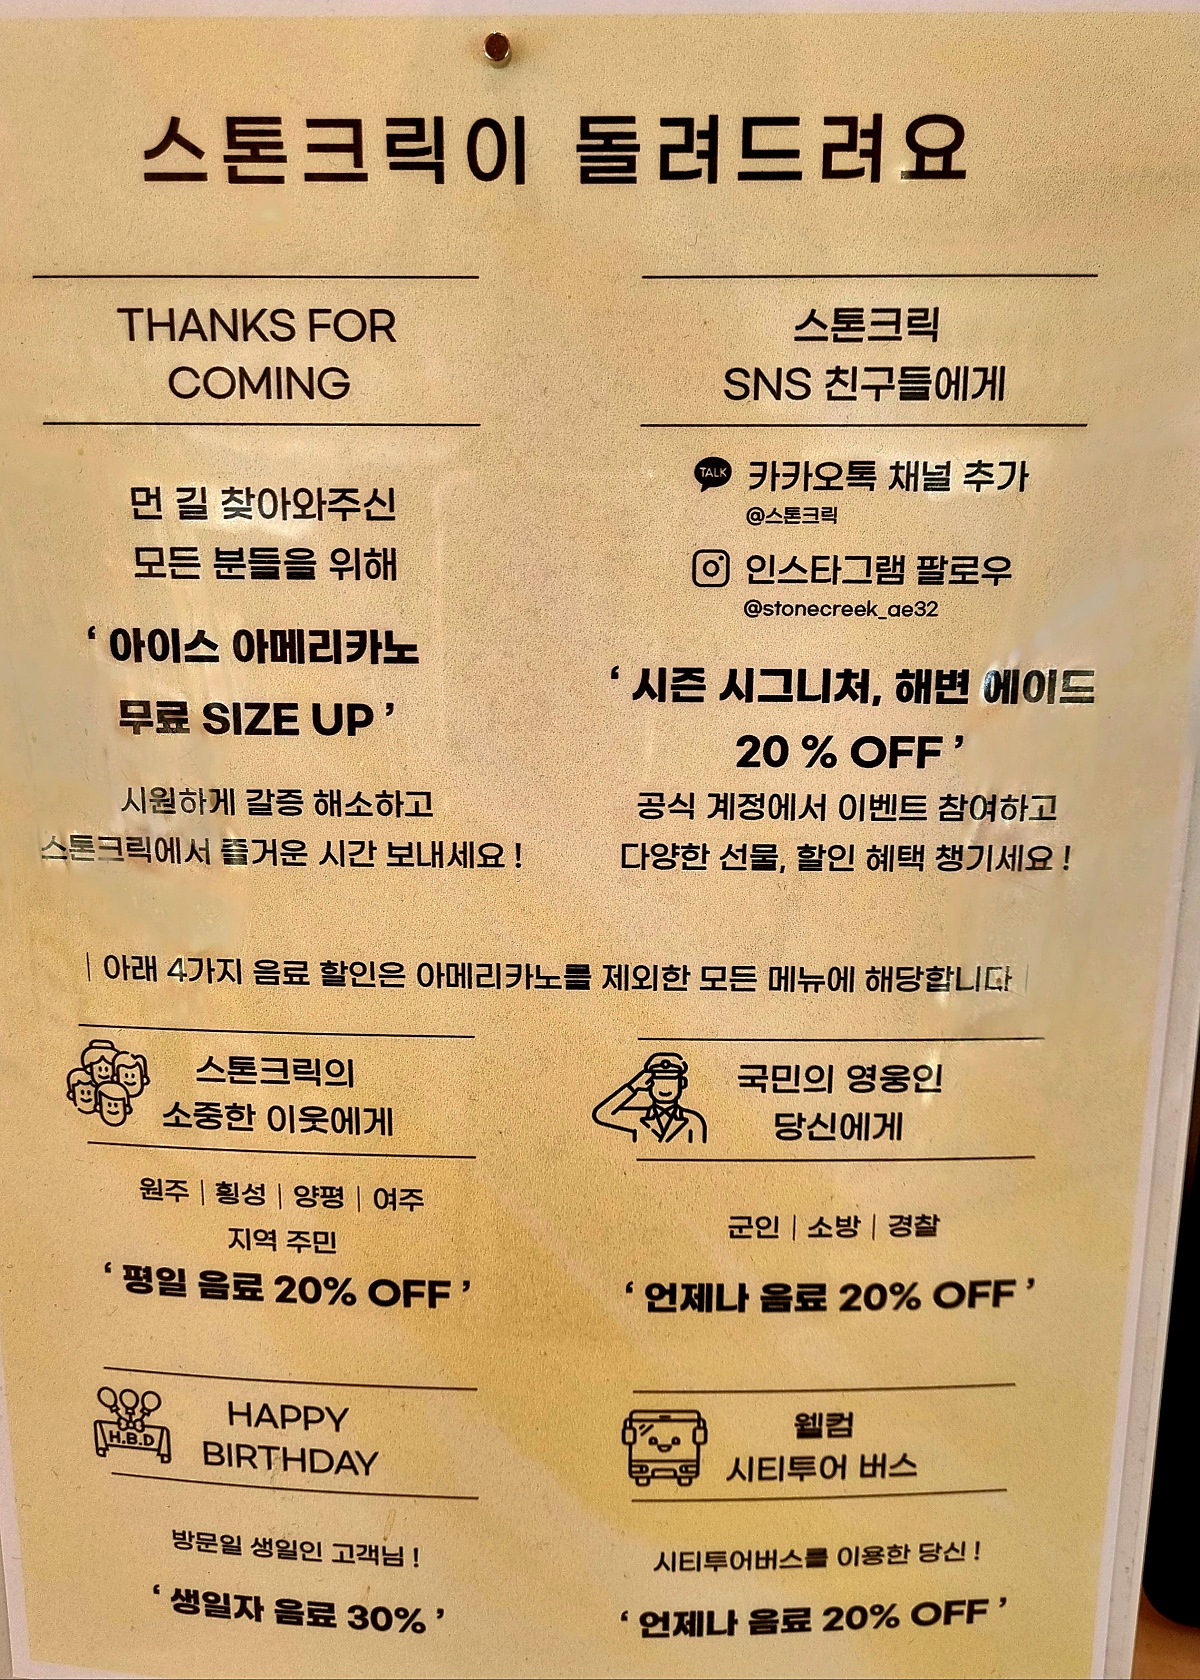 스톤크릭이 돌려드려요
THANKS FOR
COMING
먼 길 찾아와주신
모든 분들을 위해
‘ 아이스 아메리카노
무료 SIZE UP ’
시원하게 갈증 해소하고
스톤크릭에서 즐거운 시간 보내세요 !
스톤크릭
SNS 친구들에게
TALK 카카오톡 채널 추가
@스톤크릭
인스타그램 팔로우
@stonecreek_ae32
‘ 시즌 시그니처, 해변 에이드
20 % OFF ’
공식 계정에서 이벤트 참여하고
다양한 선물, 할인 혜택 챙기세요 !
| 아래 4가지 음료 할인은 아메리카노를 제외한 모든 메뉴에 해당합니다 |
스톤크릭의
소중한 이웃에게
원주 | 횡성 | 양평 | 여주
지역 주민
‘ 평일 음료 20% OFF ’
국민의 영웅인
당신에게
군인 | 소방 | 경찰
‘ 언제나 음료 20% OFF ’
H.B.D
HAPPY
BIRTHDAY
방문일 생일인 고객님 !
‘ 생일자 음료 30% ’
웰컴
시티투어 버스
시티투어버스를 이용한 당신 !
‘ 언제나 음료 20% OFF ’